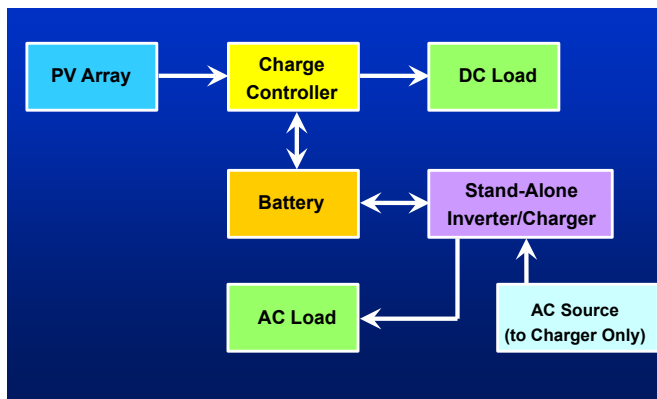 PV Array
Charge
Controller
DC Load
Battery
Stand-Alone
Inverter/Charger
AC Load
AC Source
(to Charger Only)